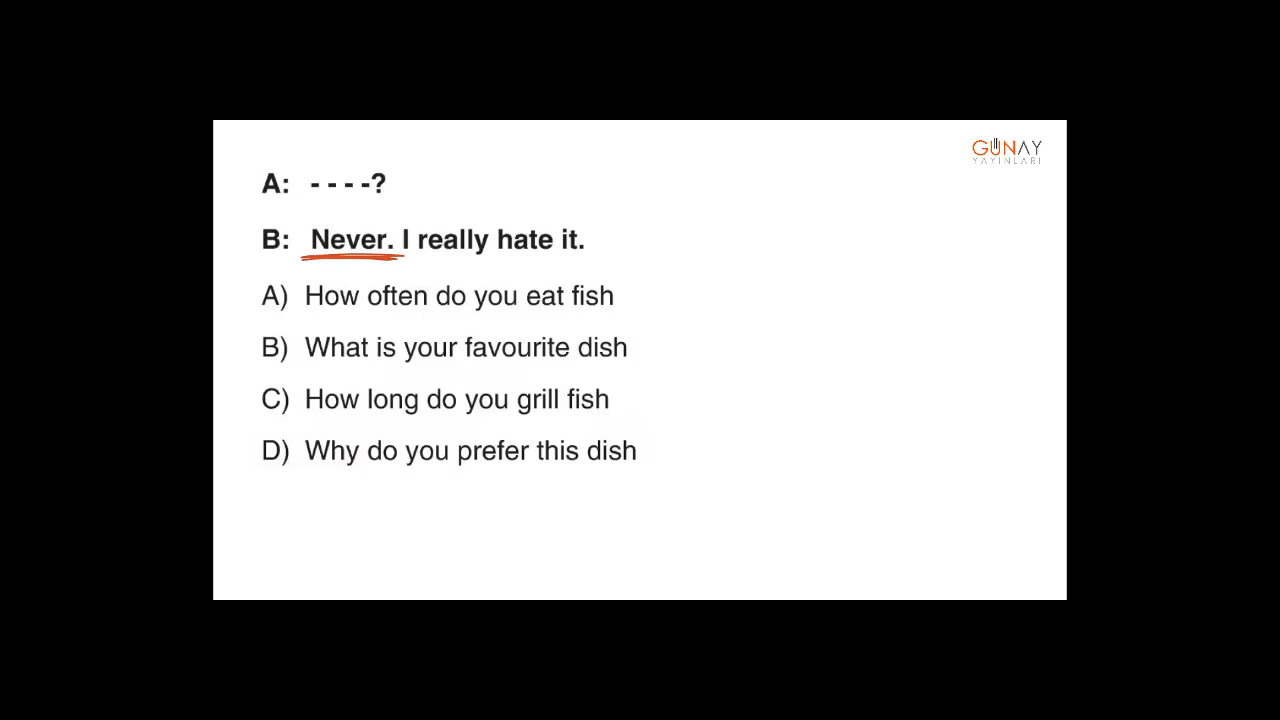 GÜNAY
YAYINLARI
A: - - - -?
B: Never. I really hate it.
A) How often do you eat fish
B) What is your favourite dish
C) How long do you grill fish
D) Why do you prefer this dish